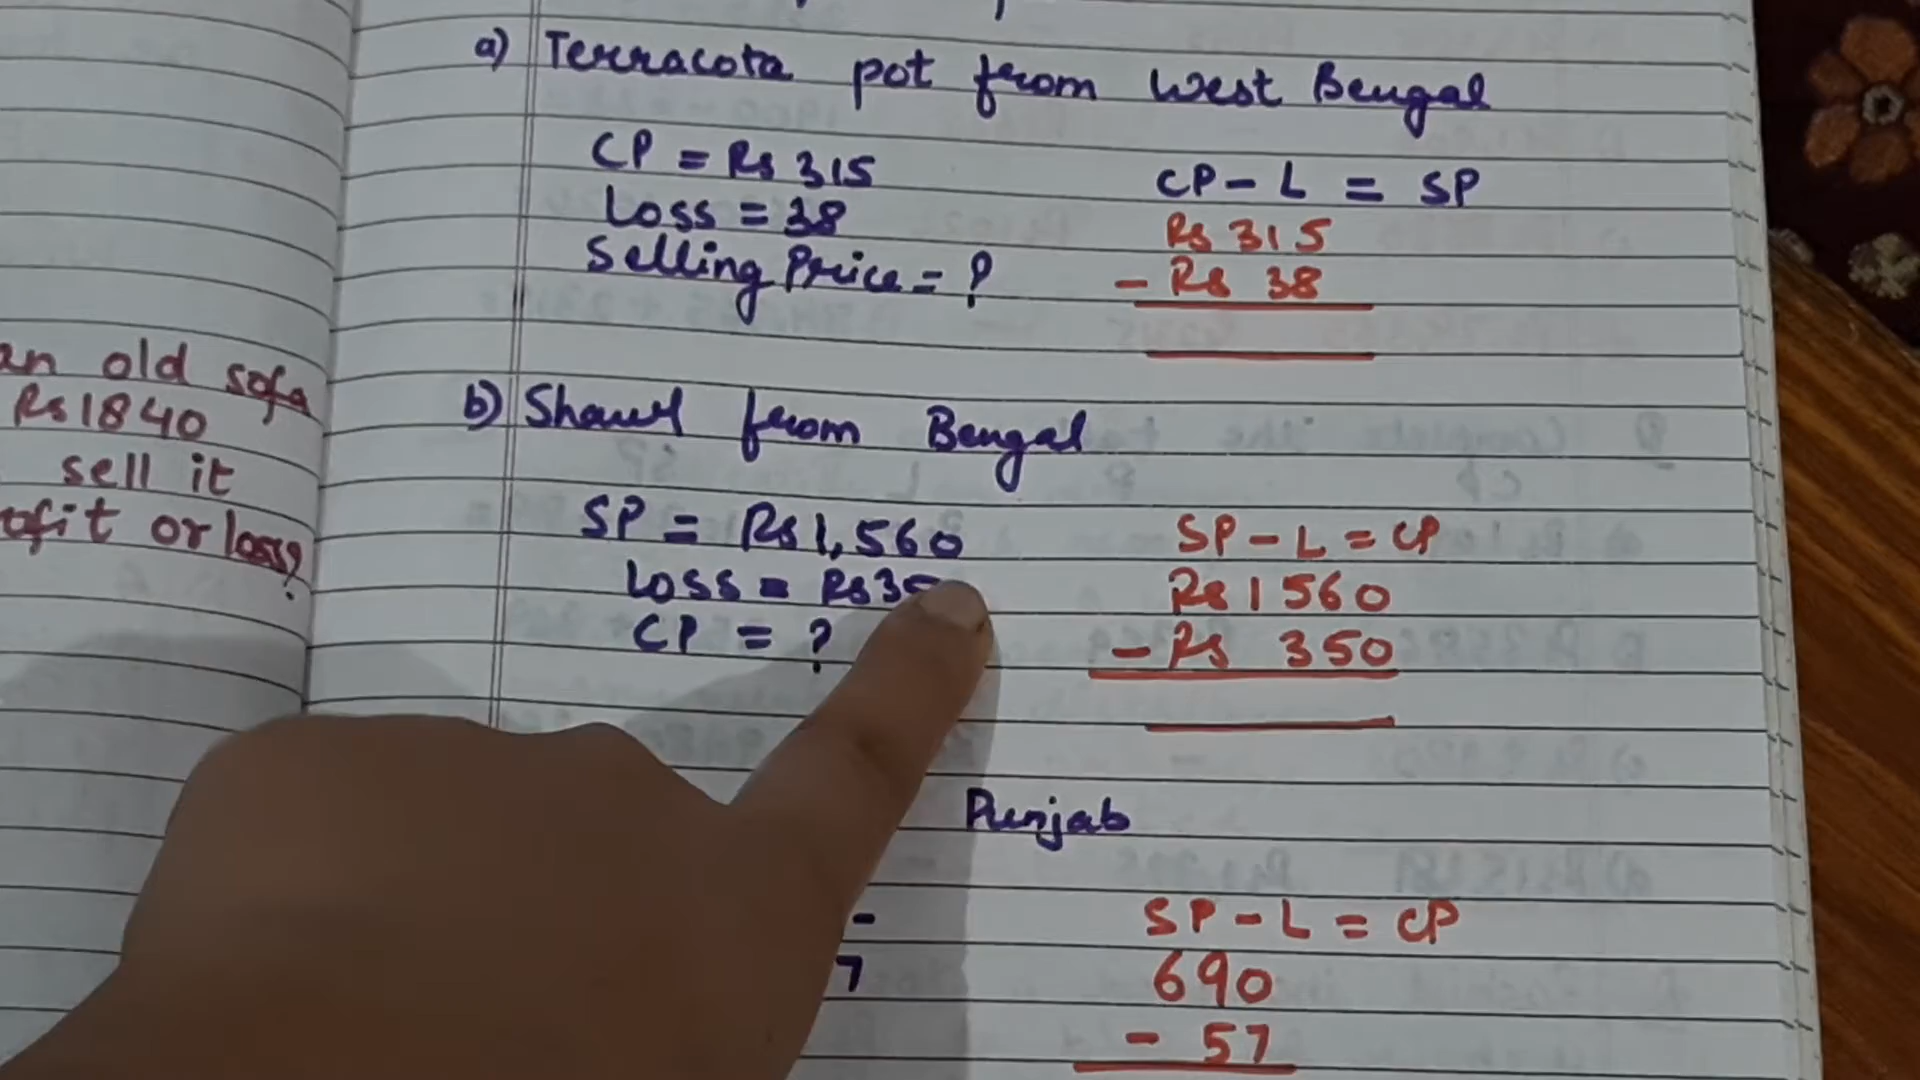 an old sofa
Rs 1840
sell it
ofit or loss?
a) Terracota pot from West Bengal
CP = Rs 315
Loss = 38
Selling Price = ?
CP - L = SP
Rs 315
- Rs 38
b) Shawl from Bengal
SP = Rs 1,560
Loss = Rs 35
CP = ?
SP - L = CP
Rs 1560
- Rs 350
Punjab
-
7
SP - L = CP
690
- 57